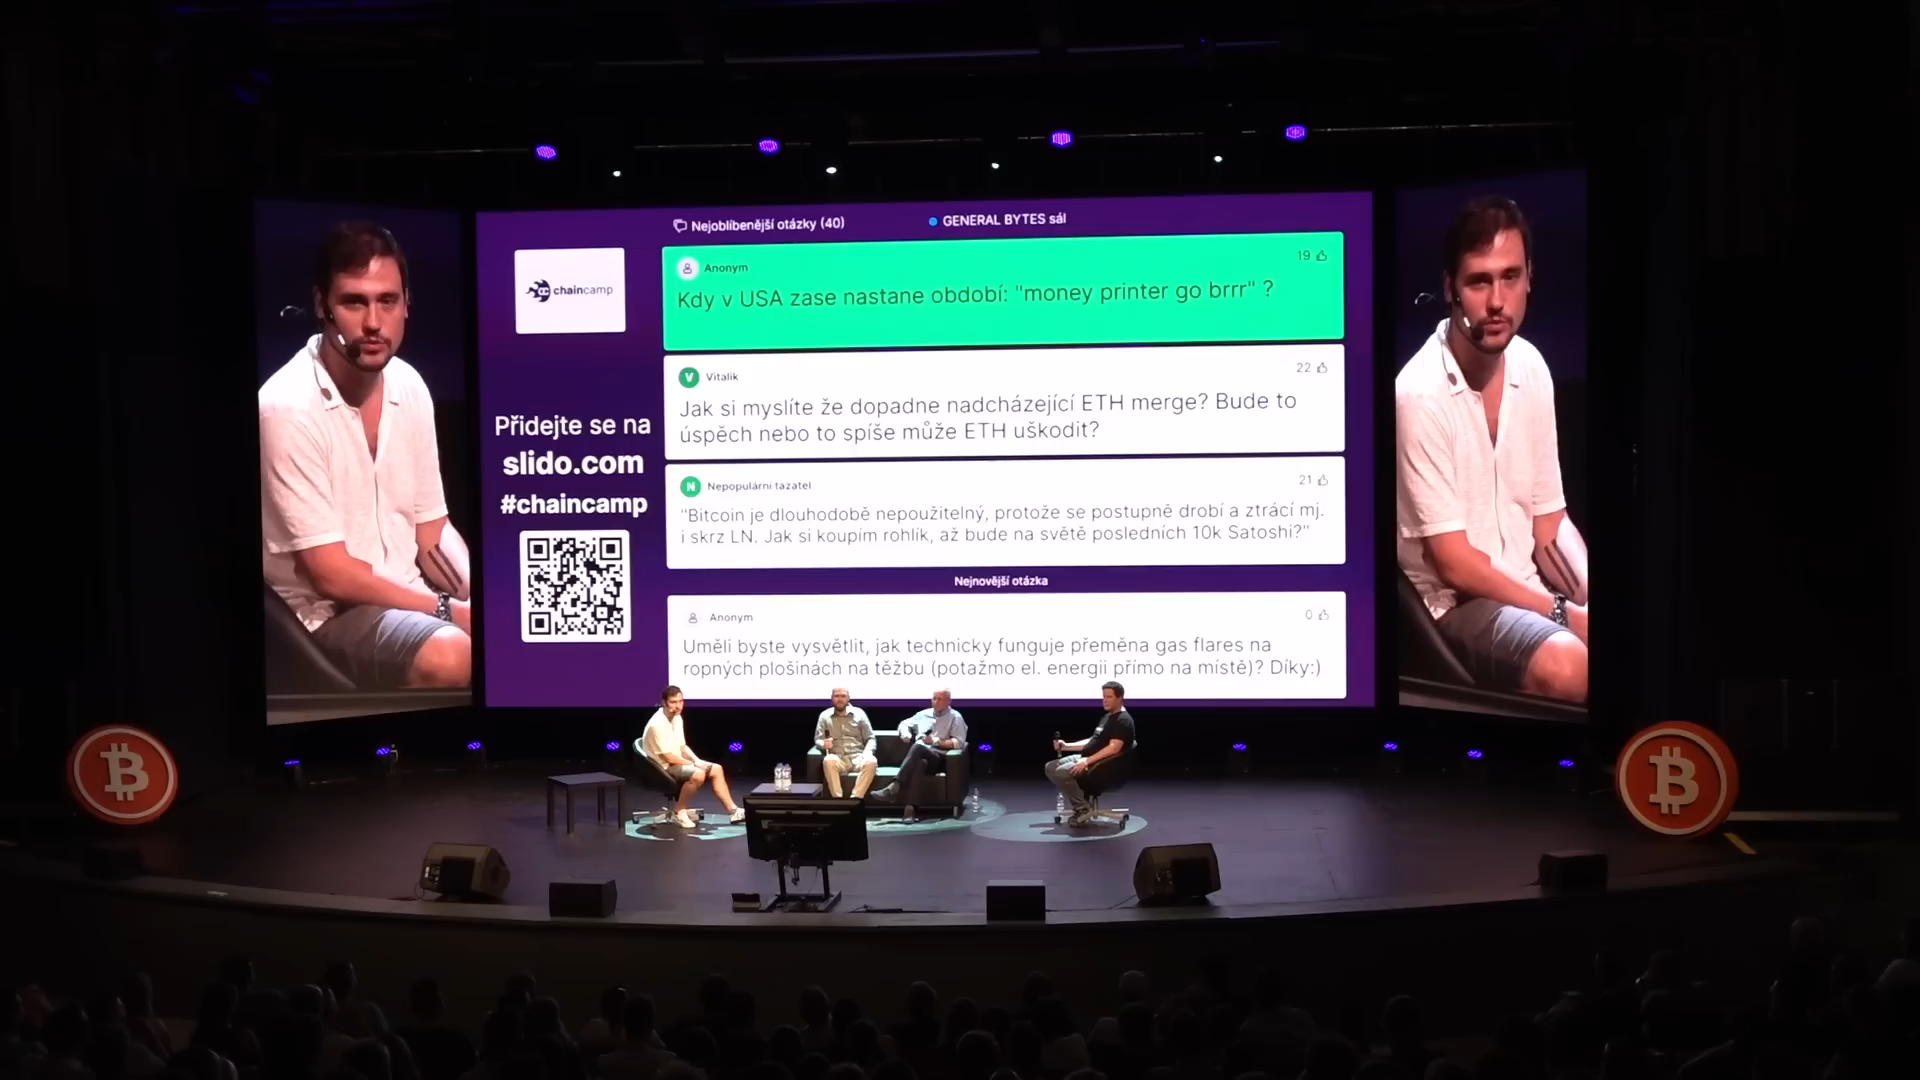 Nejoblíbenější otázky (40)
GENERAL BYTES sál
chaincamp
Přidejte se na
slido.com
#chaincamp
Anonym
19
Kdy v USA zase nastane období: "money printer go brrr" ?
V
Vitalik
22
Jak si myslíte že dopadne nadcházející ETH merge? Bude to
úspěch nebo to spíše může ETH uškodit?
N
Nepopulární tazatel
21
"Bitcoin je dlouhodobě nepoužitelný, protože se postupně drobí a ztrácí mj.
i skrz LN. Jak si koupím rohlík, až bude na světě posledních 10k Satoshi?"
Nejnovější otázka
Anonym
0
Uměli byste vysvětlit, jak technicky funguje přeměna gas flares na
ropných plošinách na těžbu (potažmo el. energii přímo na místě)? Díky:)